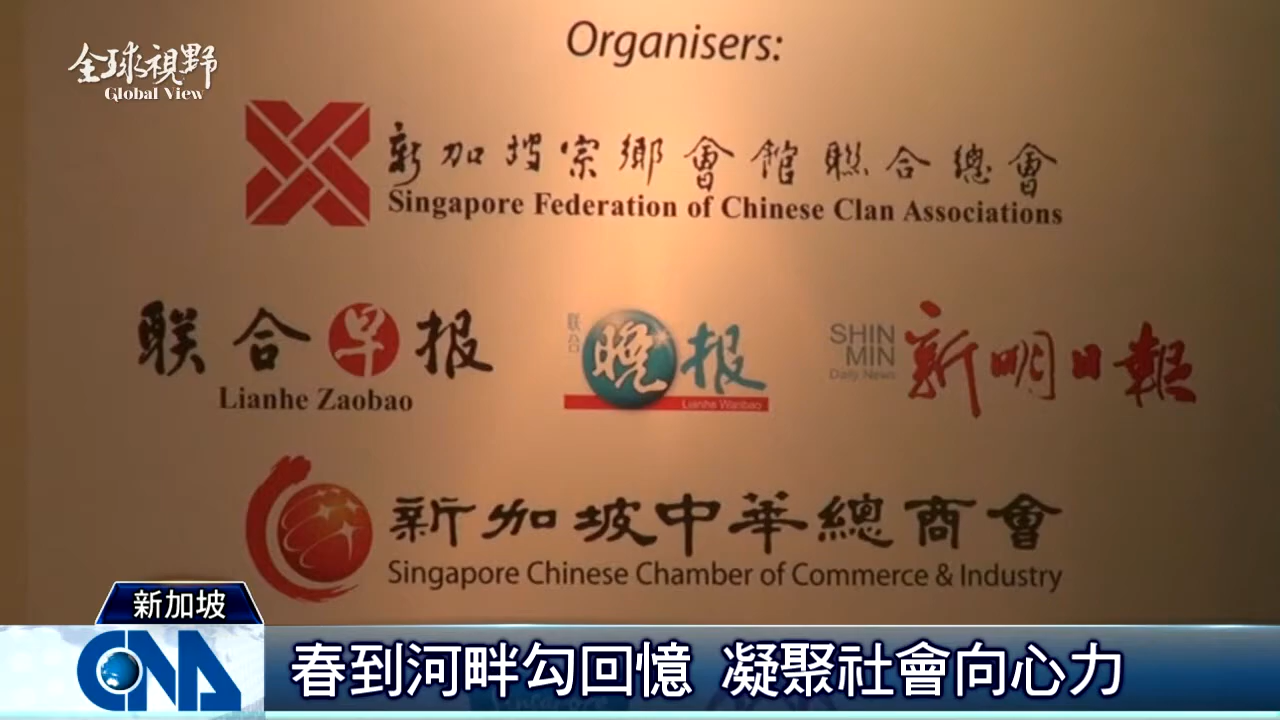 Organisers:
全球視野
Global View
新加坡宗鄉會館聯合總會
Singapore Federation of Chinese Clan Associations
联合早报
Lianhe Zaobao
联合
晚报
Lianhe Wanbao
SHIN
MIN
Daily News
新明日報
新加坡中華總商會
Singapore Chinese Chamber of Commerce & Industry
新加坡
CNA
春到河畔勾回憶 凝聚社會向心力